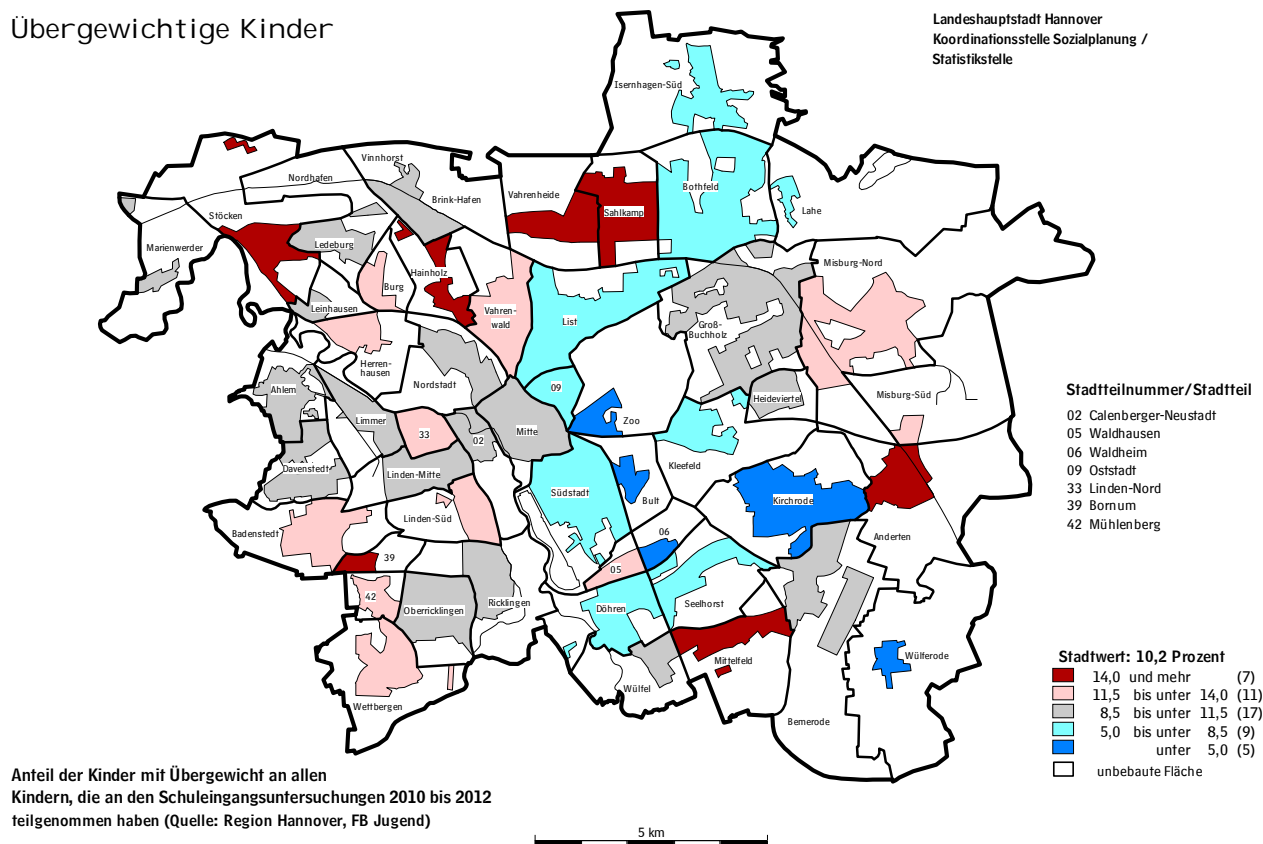 Übergewichtige Kinder
Landeshauptstadt Hannover
Koordinationsstelle Sozialplanung /
Statistikstelle
Isernhagen-Süd
Vinnhorst
Nordhafen
Brink-Hafen
Vahrenheide
Sahlkamp
Bothfeld
Lahe
Stöcken
Marienwerder
Ledeburg
Hainholz
Burg
Leinhausen
Vahren-
wald
List
Groß-
Buchholz
Misburg-Nord
Herren-
hausen
Nordstadt
Ahlem
09
Zoo
Heideviertel
Misburg-Süd
Limmer
33
02
Mitte
Kleefeld
Davenstedt
Linden-Mitte
Südstadt
Bult
Kirchrode
Linden-Süd
Badenstedt
39
06
05
Anderten
42
Oberricklingen
Ricklingen
Döhren
Seelhorst
Mittelfeld
Wülferode
Wülfel
Wettbergen
Bemerode
Stadtteilnummer/Stadtteil
02 Calenberger-Neustadt
05 Waldhausen
06 Waldheim
09 Oststadt
33 Linden-Nord
39 Bornum
42 Mühlenberg
Stadtwert: 10,2 Prozent
14,0 und mehr (7)
11,5 bis unter 14,0 (11)
8,5 bis unter 11,5 (17)
5,0 bis unter 8,5 (9)
unter 5,0 (5)
unbebaute Fläche
Anteil der Kinder mit Übergewicht an allen
Kindern, die an den Schuleingangsuntersuchungen 2010 bis 2012
teilgenommen haben (Quelle: Region Hannover, FB Jugend)
5 km